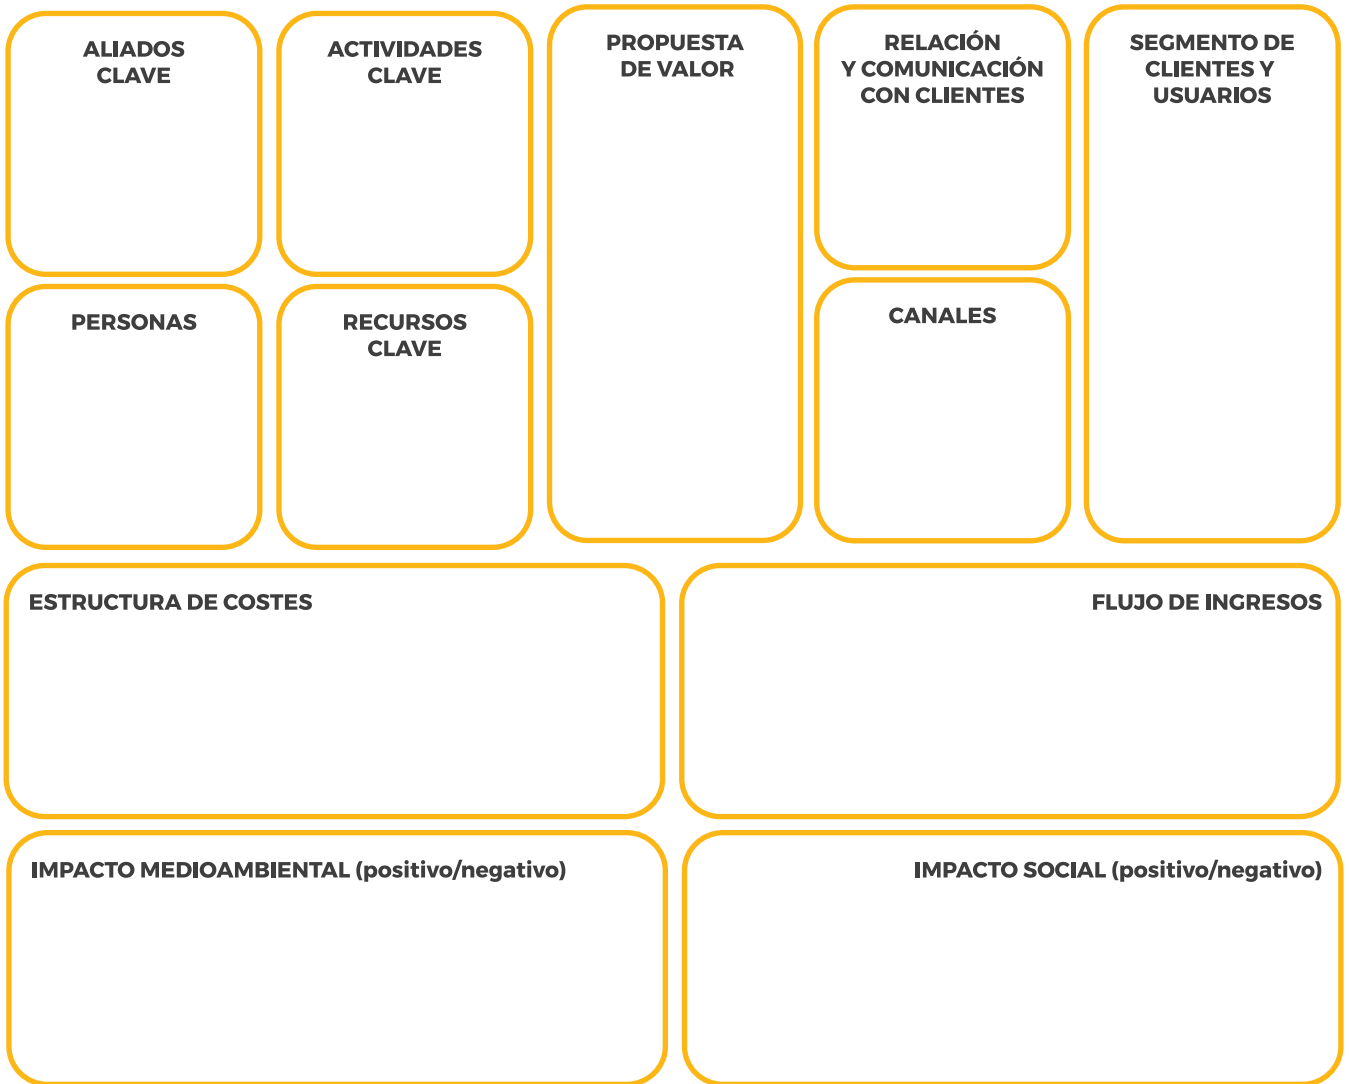 ALIADOS
CLAVE
ACTIVIDADES
CLAVE
PROPUESTA
DE VALOR
RELACIÓN
Y COMUNICACIÓN
CON CLIENTES
SEGMENTO DE
CLIENTES Y
USUARIOS
PERSONAS
RECURSOS
CLAVE
CANALES
ESTRUCTURA DE COSTES
FLUJO DE INGRESOS
IMPACTO MEDIOAMBIENTAL (positivo/negativo)
IMPACTO SOCIAL (positivo/negativo)